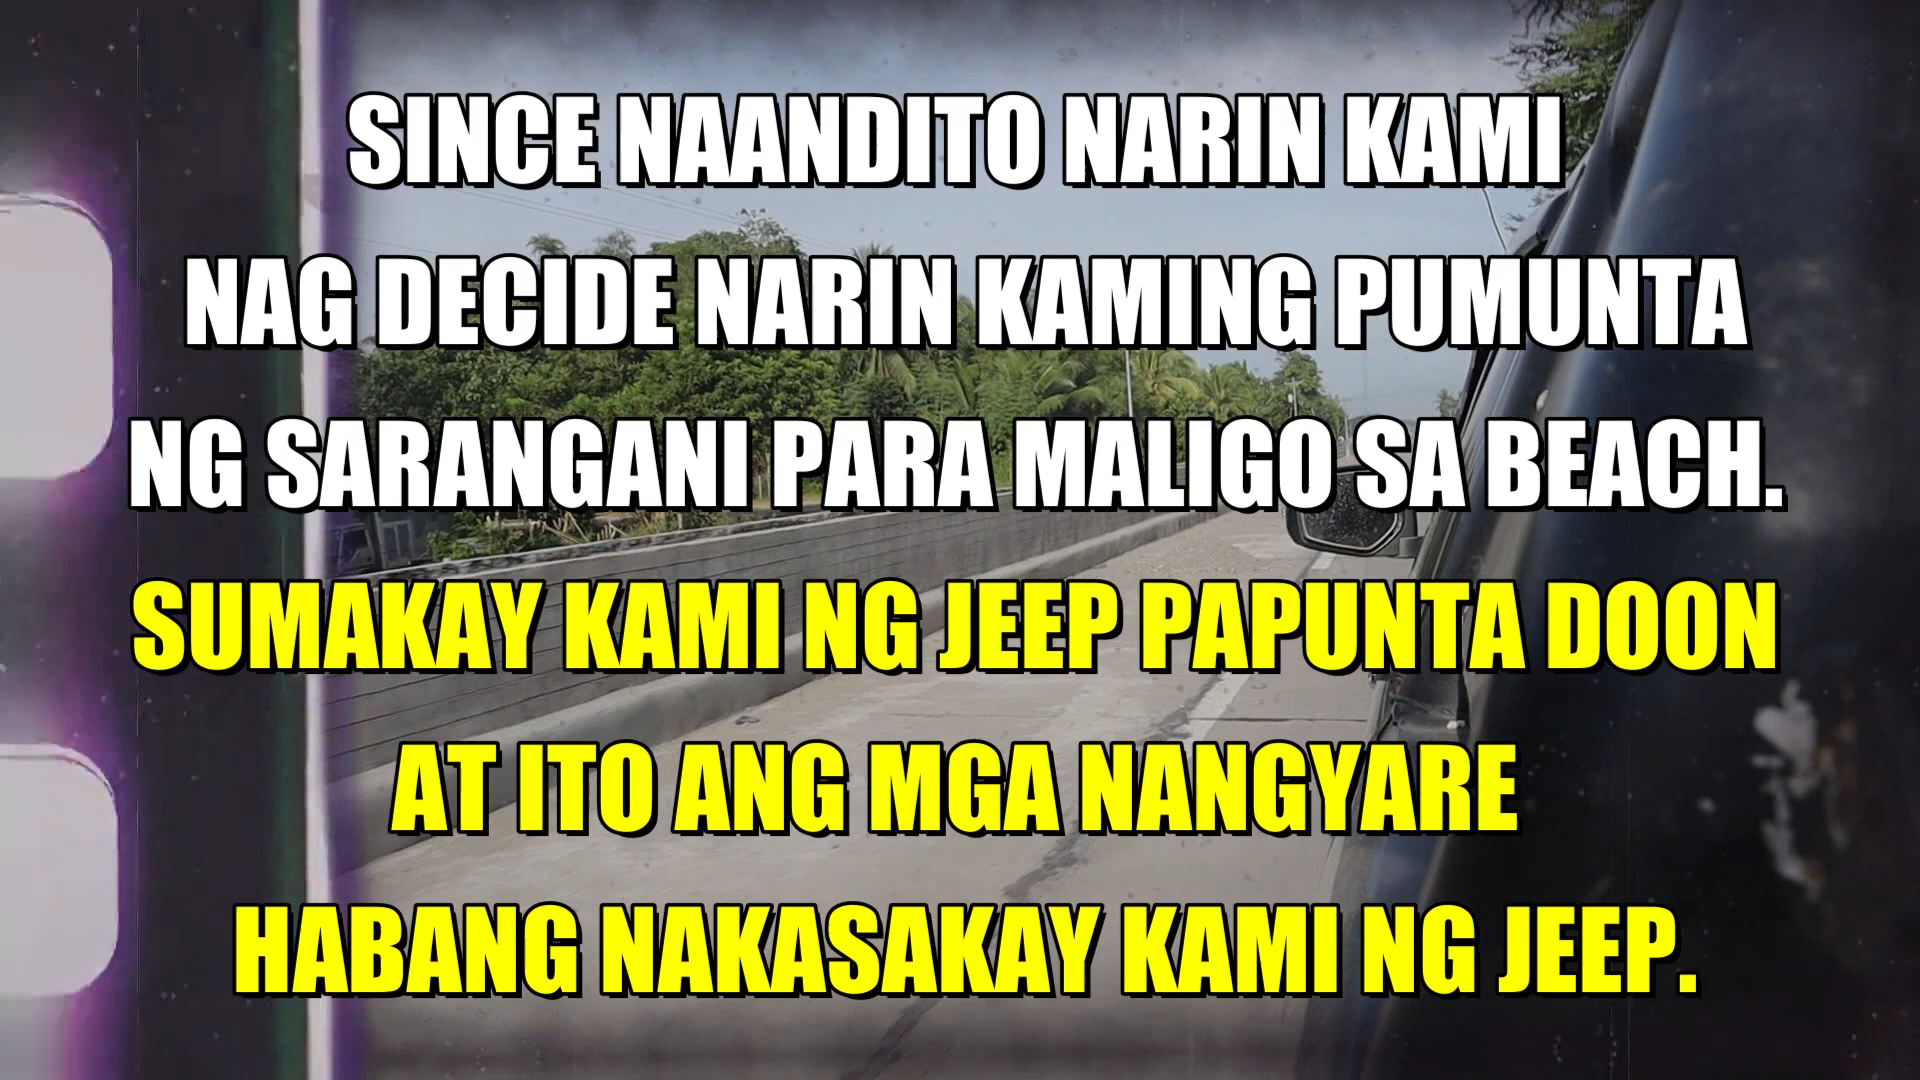 SINCE NAANDITO NARIN KAMI
NAG DECIDE NARIN KAMING PUMUNTA
NG SARANGANI PARA MALIGO SA BEACH.
SUMAKAY KAMI NG JEEP PAPUNTA DOON
AT ITO ANG MGA NANGYARE
HABANG NAKASAKAY KAMI NG JEEP.